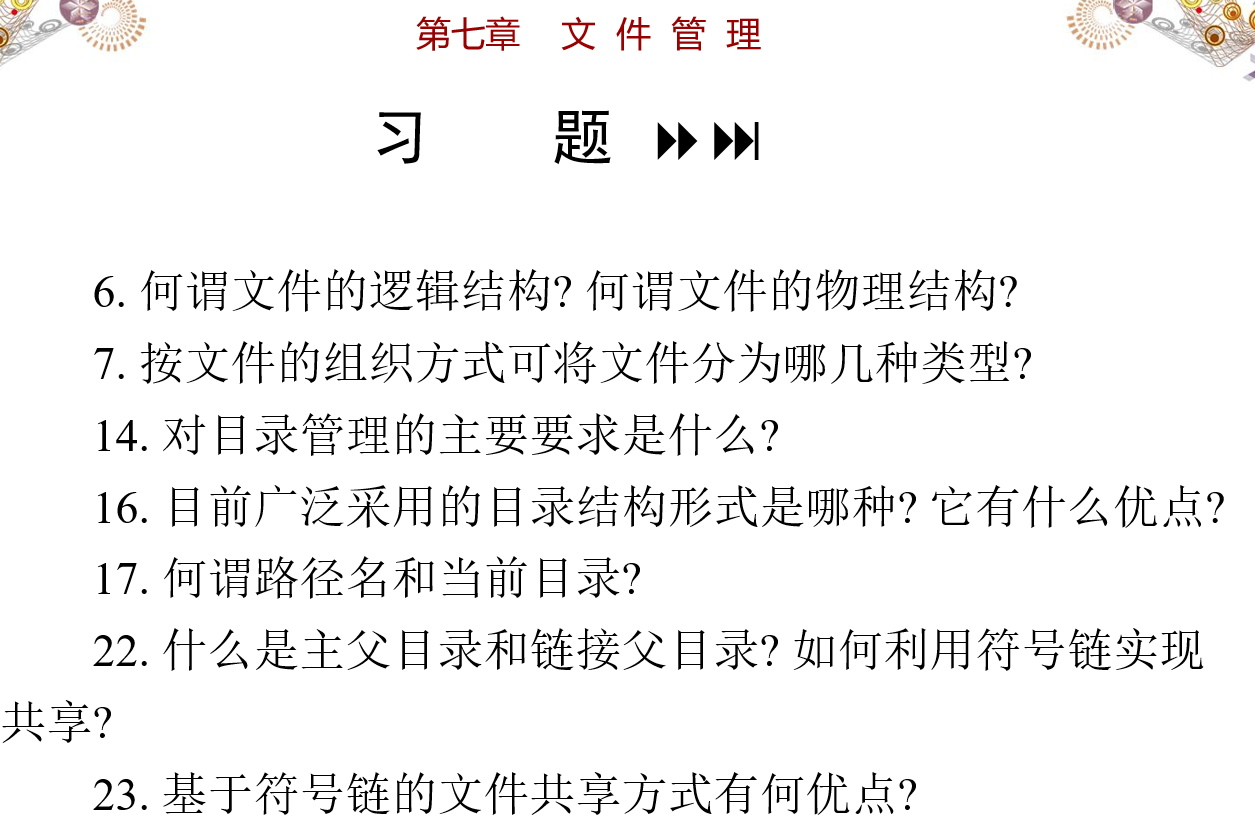 第七章 文件管理
习 题
6. 何谓文件的逻辑结构? 何谓文件的物理结构?
7. 按文件的组织方式可将文件分为哪几种类型?
14. 对目录管理的主要要求是什么?
16. 目前广泛采用的目录结构形式是哪种? 它有什么优点?
17. 何谓路径名和当前目录?
22. 什么是主父目录和链接父目录? 如何利用符号链实现
共享?
23. 基于符号链的文件共享方式有何优点?